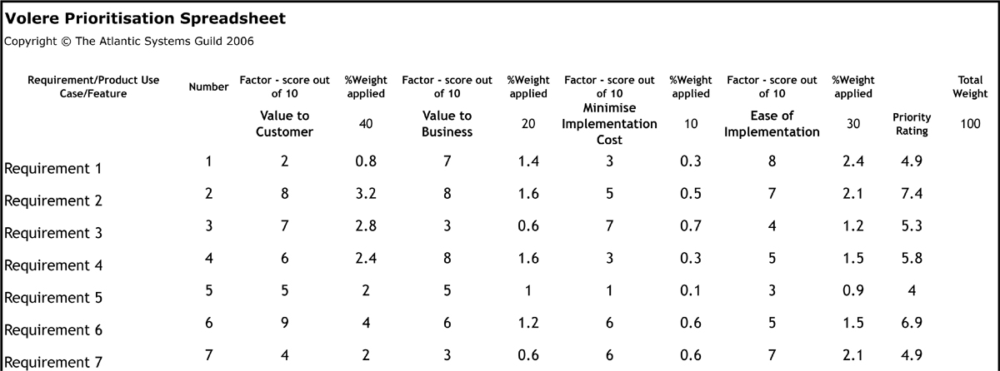 Volere Prioritisation Spreadsheet
Copyright © The Atlantic Systems Guild 2006
Requirement/Product Use Case/Feature Number Factor - score out of 10 %Weight applied Factor - score out of 10 %Weight applied Factor - score out of 10 %Weight applied Factor - score out of 10 %Weight applied Total Weight
Value to Customer 40 Value to Business 20 Minimise Implementation Cost 10 Ease of Implementation 30 Priority Rating 100
Requirement 1 1 2 0.8 7 1.4 3 0.3 8 2.4 4.9
Requirement 2 2 8 3.2 8 1.6 5 0.5 7 2.1 7.4
Requirement 3 3 7 2.8 3 0.6 7 0.7 4 1.2 5.3
Requirement 4 4 6 2.4 8 1.6 3 0.3 5 1.5 5.8
Requirement 5 5 5 2 5 1 1 0.1 3 0.9 4
Requirement 6 6 9 4 6 1.2 6 0.6 5 1.5 6.9
Requirement 7 7 4 2 3 0.6 6 0.6 7 2.1 4.9